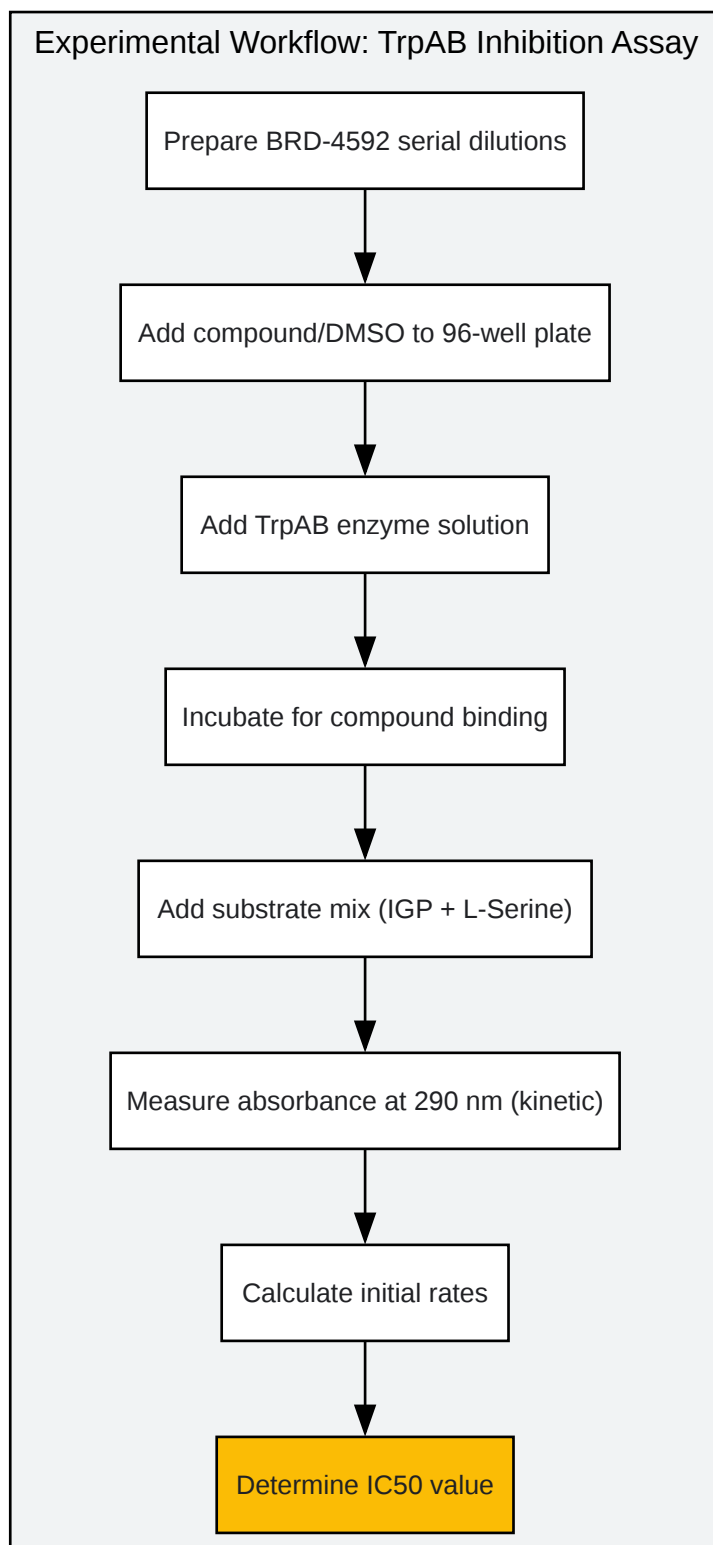 Experimental Workflow: TrpAB Inhibition Assay
Prepare BRD-4592 serial dilutions
Add compound/DMSO to 96-well plate
Add TrpAB enzyme solution
Incubate for compound binding
Add substrate mix (IGP + L-Serine)
Measure absorbance at 290 nm (kinetic)
Calculate initial rates
Determine IC50 value